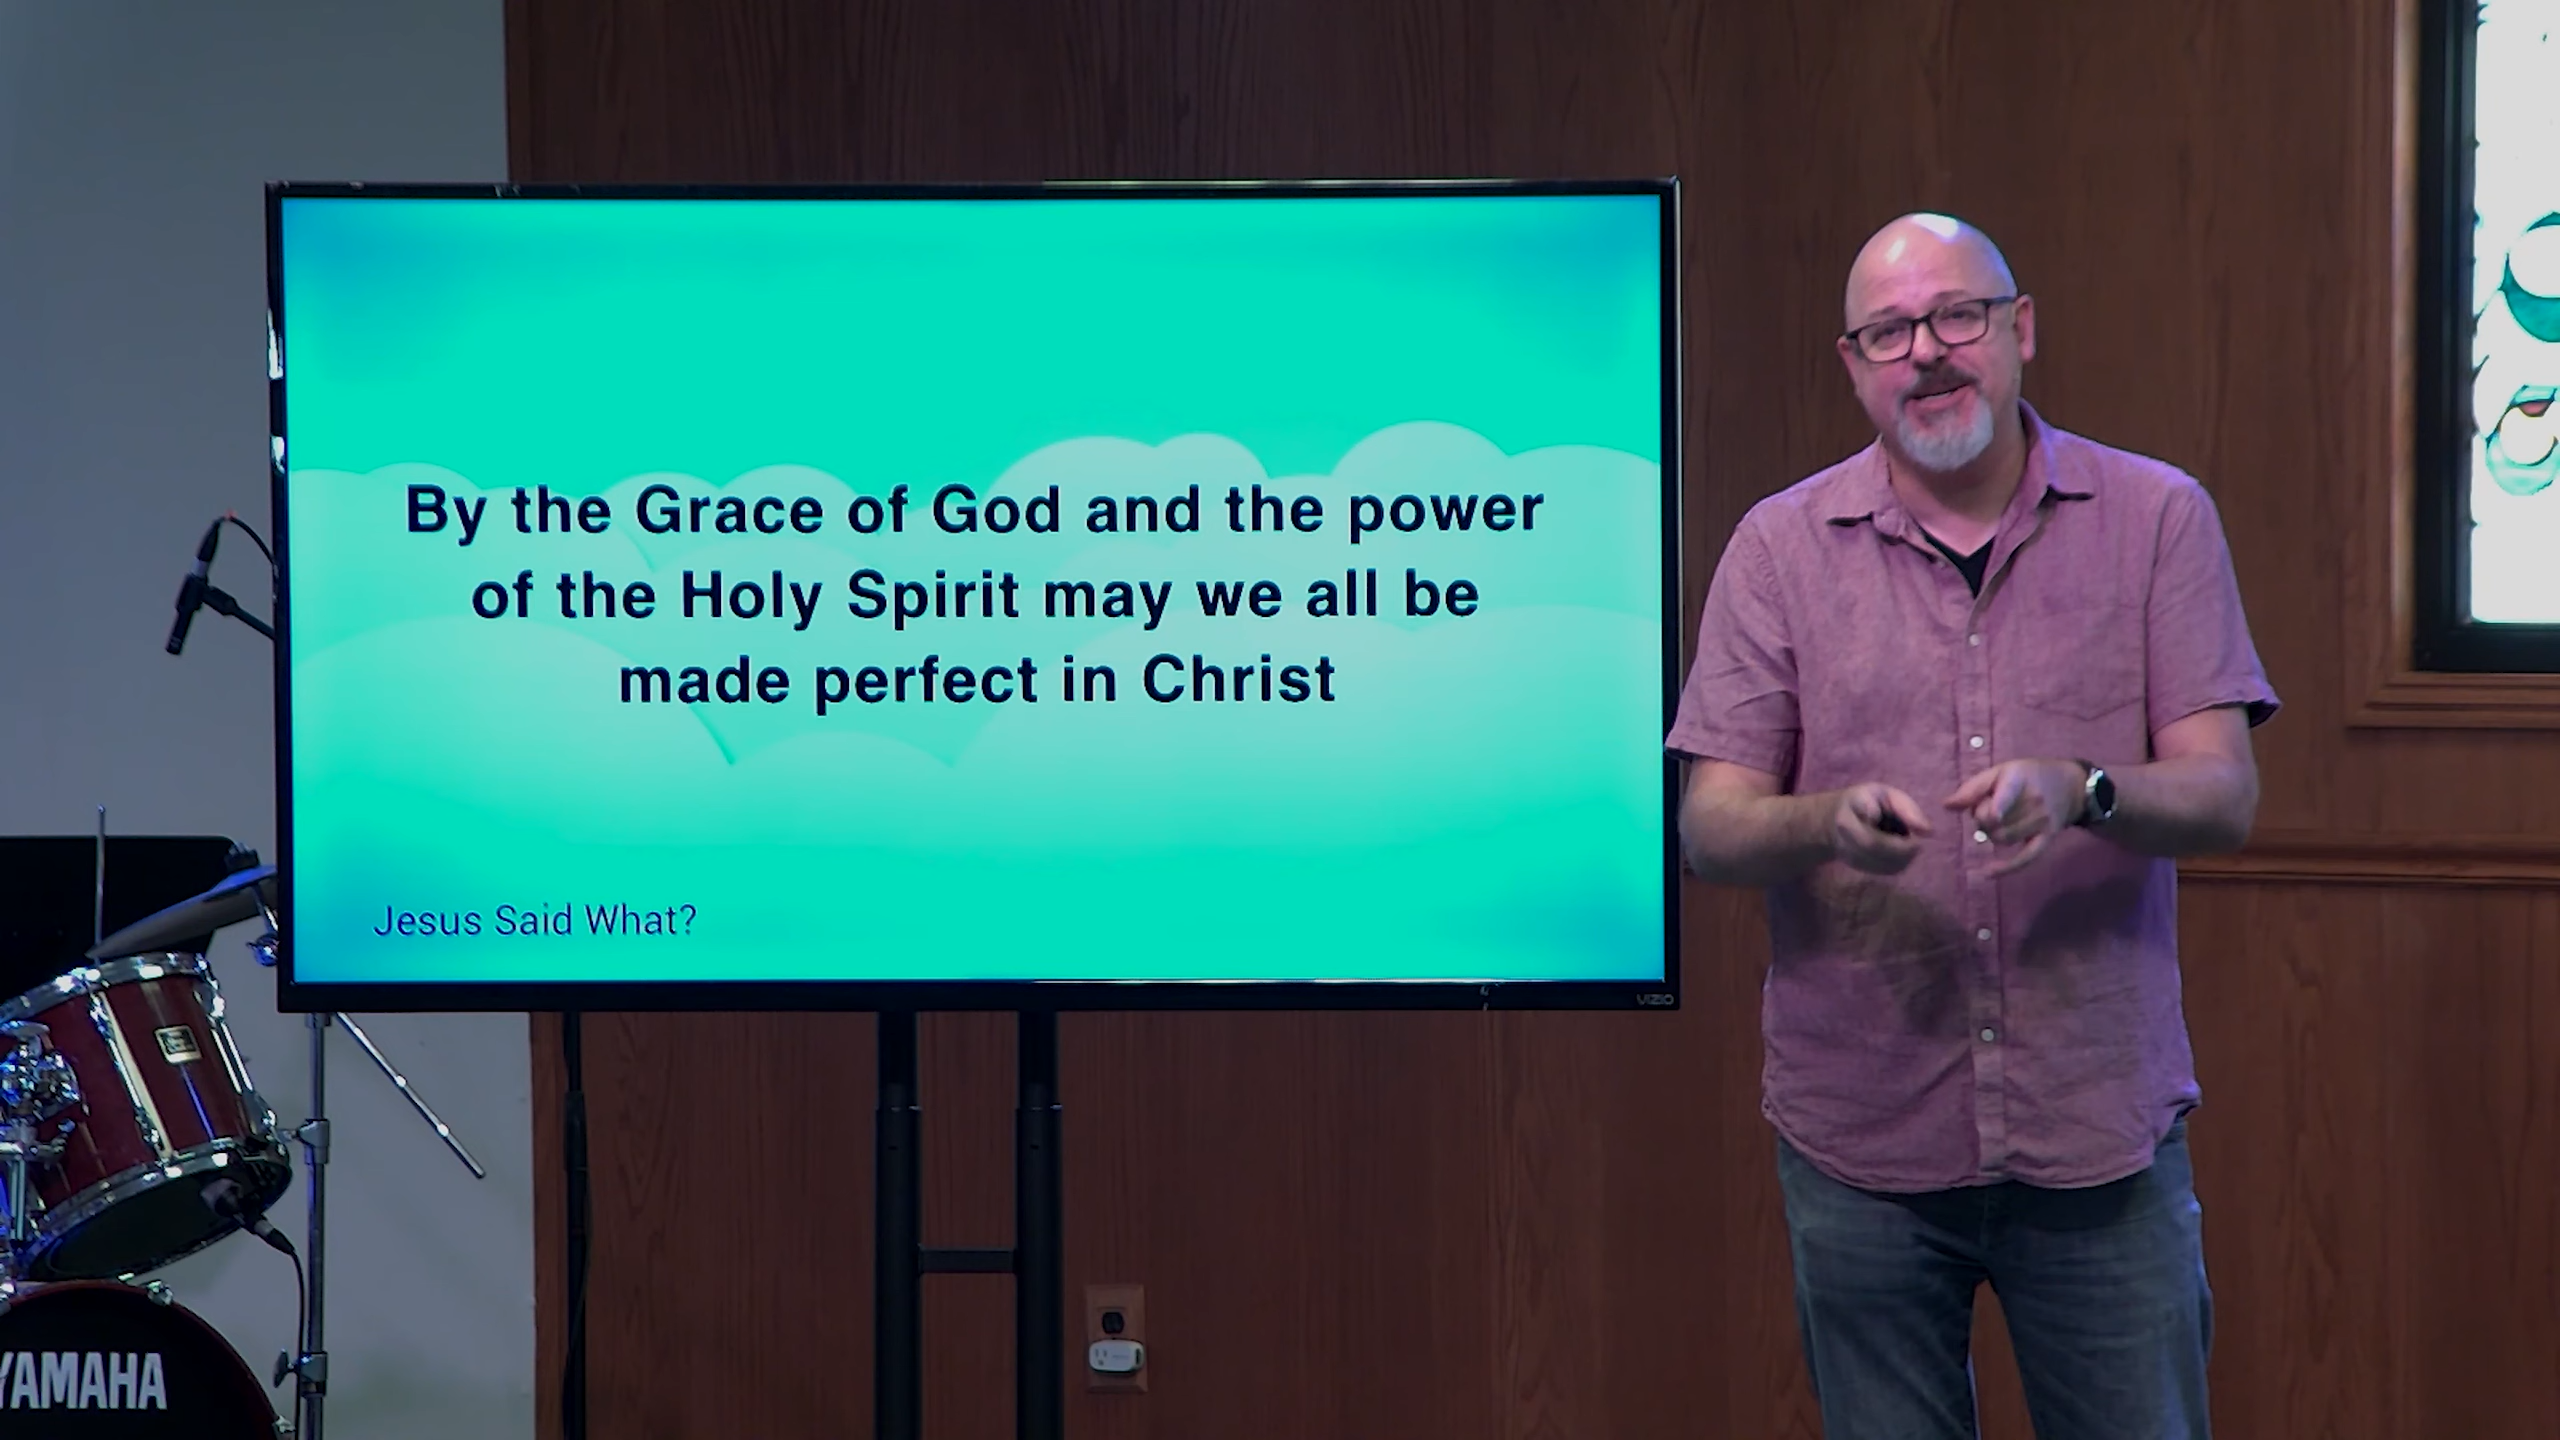 By the Grace of God and the power
of the Holy Spirit may we all be
made perfect in Christ
Jesus Said What?
VIZIO
YAMAHA